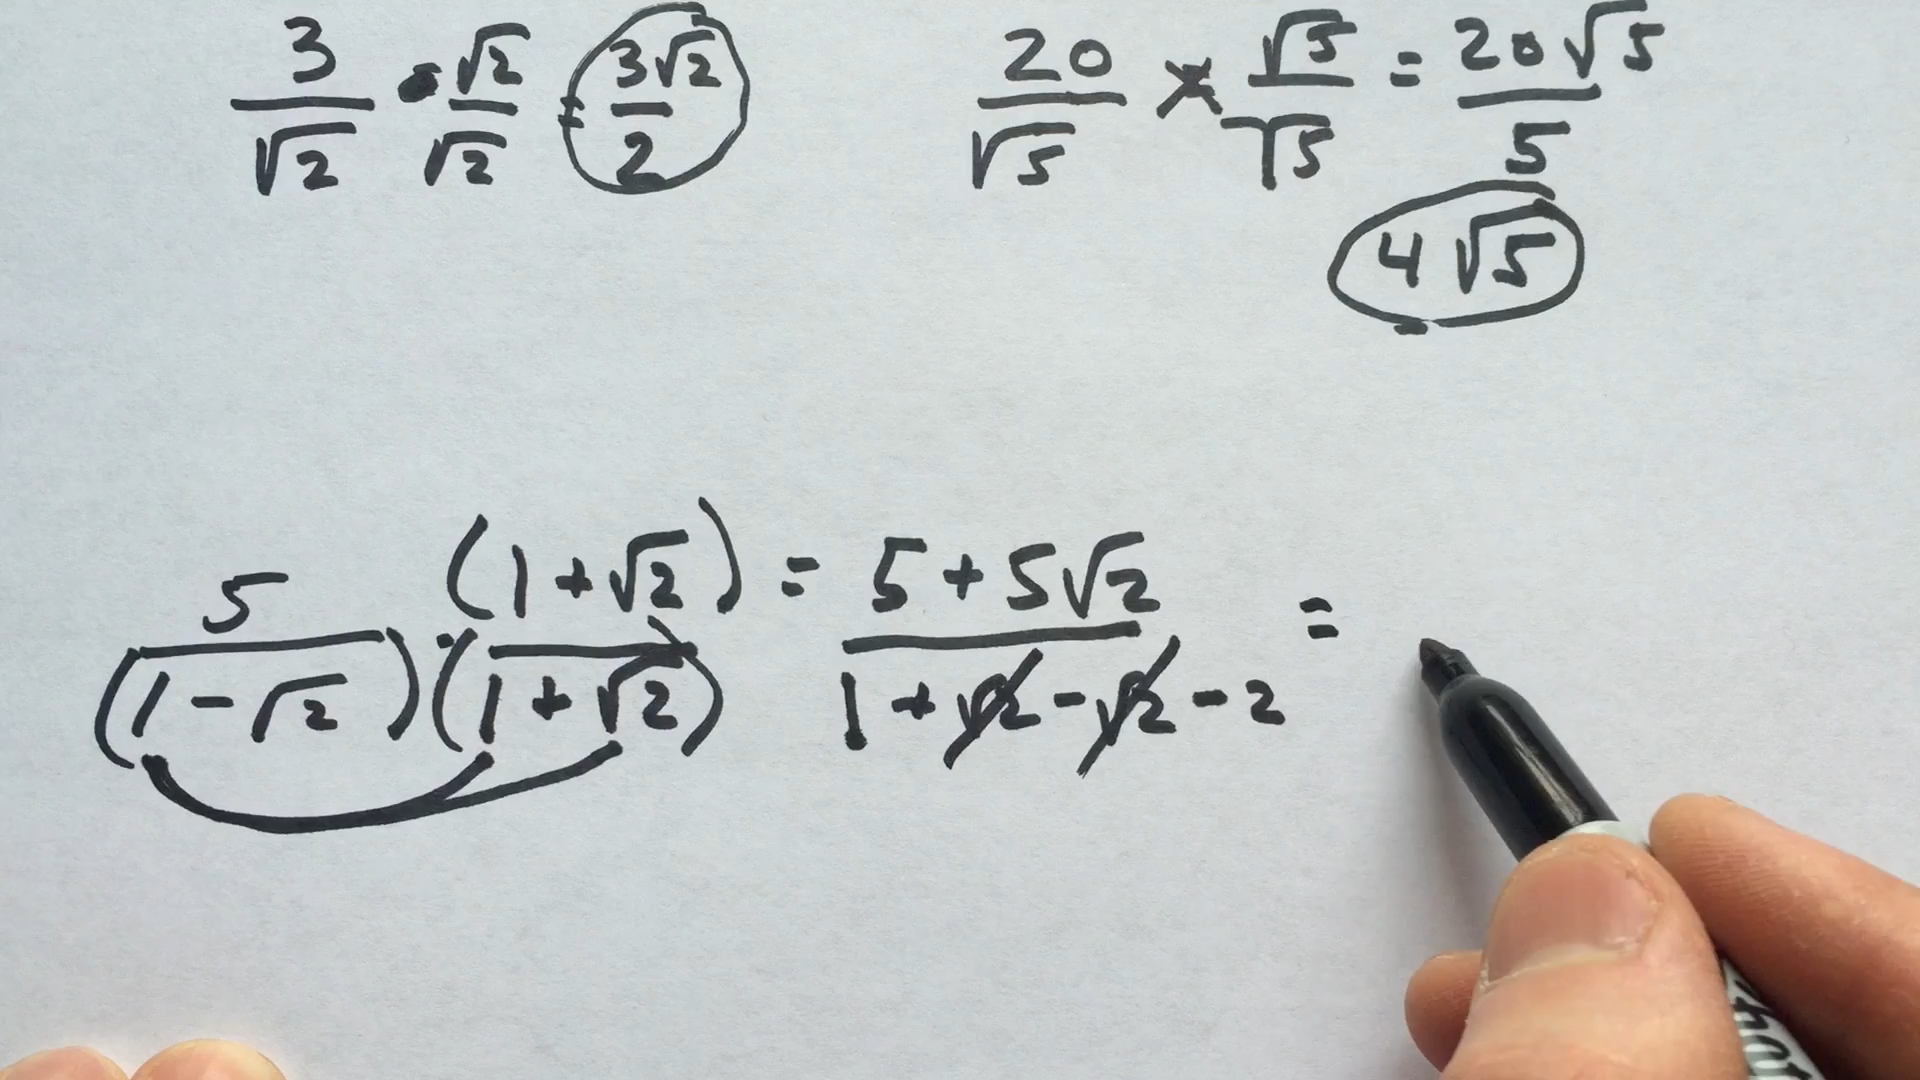 3/√2 • √2/√2 = 3√2/2
20/√5 × √5/√5 = 20√5/5
4√5
5/(1-√2) · (1+√2)/(1+√2) = 5+5√2/1+√2-√2-2 =